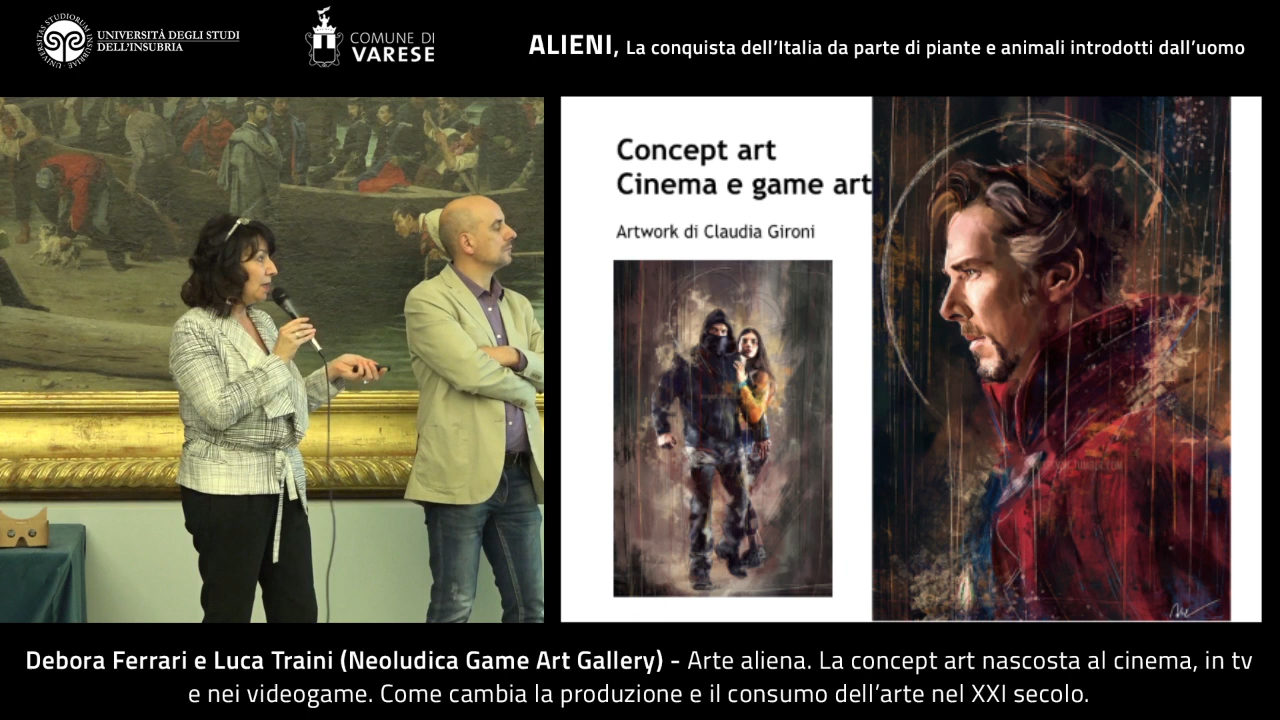 UNIVERSITÀ DEGLI STUDI
DELL'INSUBRIA
COMUNE DI
VARESE
ALIENI, La conquista dell'Italia da parte di piante e animali introdotti dall'uomo
Concept art
Cinema e game art
Artwork di Claudia Gironi
Debora Ferrari e Luca Traini (Neoludica Game Art Gallery) - Arte aliena. La concept art nascosta al cinema, in tv
e nei videogame. Come cambia la produzione e il consumo dell'arte nel XXI secolo.